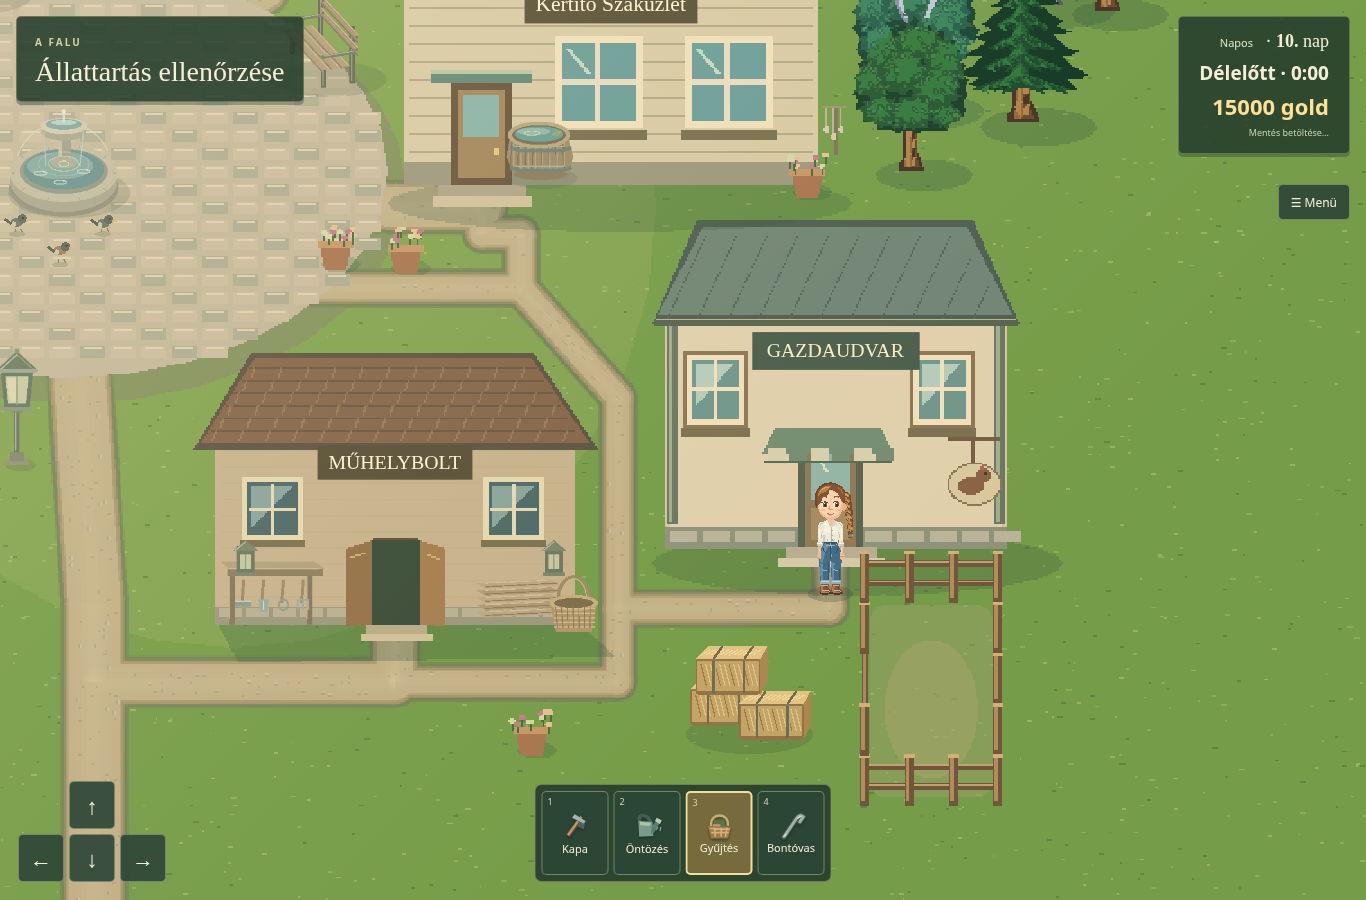 Kertito Szaküzlet
A FALU
Állattartás ellenőrzése
Napos · 10. nap
Délelőtt · 0:00
15000 gold
Mentés betöltése...
☰ Menü
GAZDAUDVAR
MŰHELYBOLT
↑
← ↓ →
1
Kapa
2
Öntözés
3
Gyűjtés
4
Bontóvas